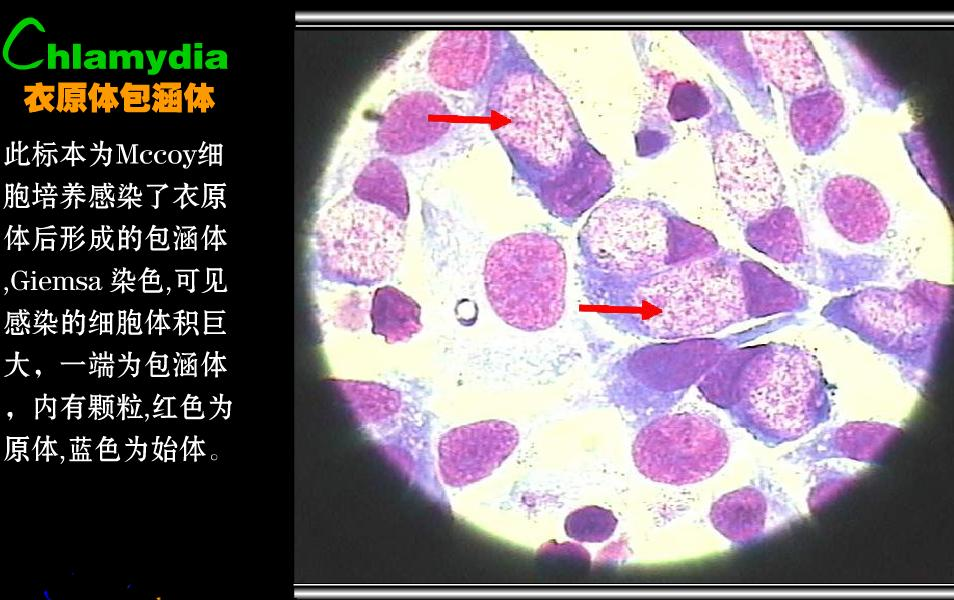 Chlamydia
衣原体包涵体
此标本为Mccoy细
胞培养感染了衣原
体后形成的包涵体
,Giemsa 染色,可见
感染的细胞体积巨
大，一端为包涵体
，内有颗粒,红色为
原体,蓝色为始体。